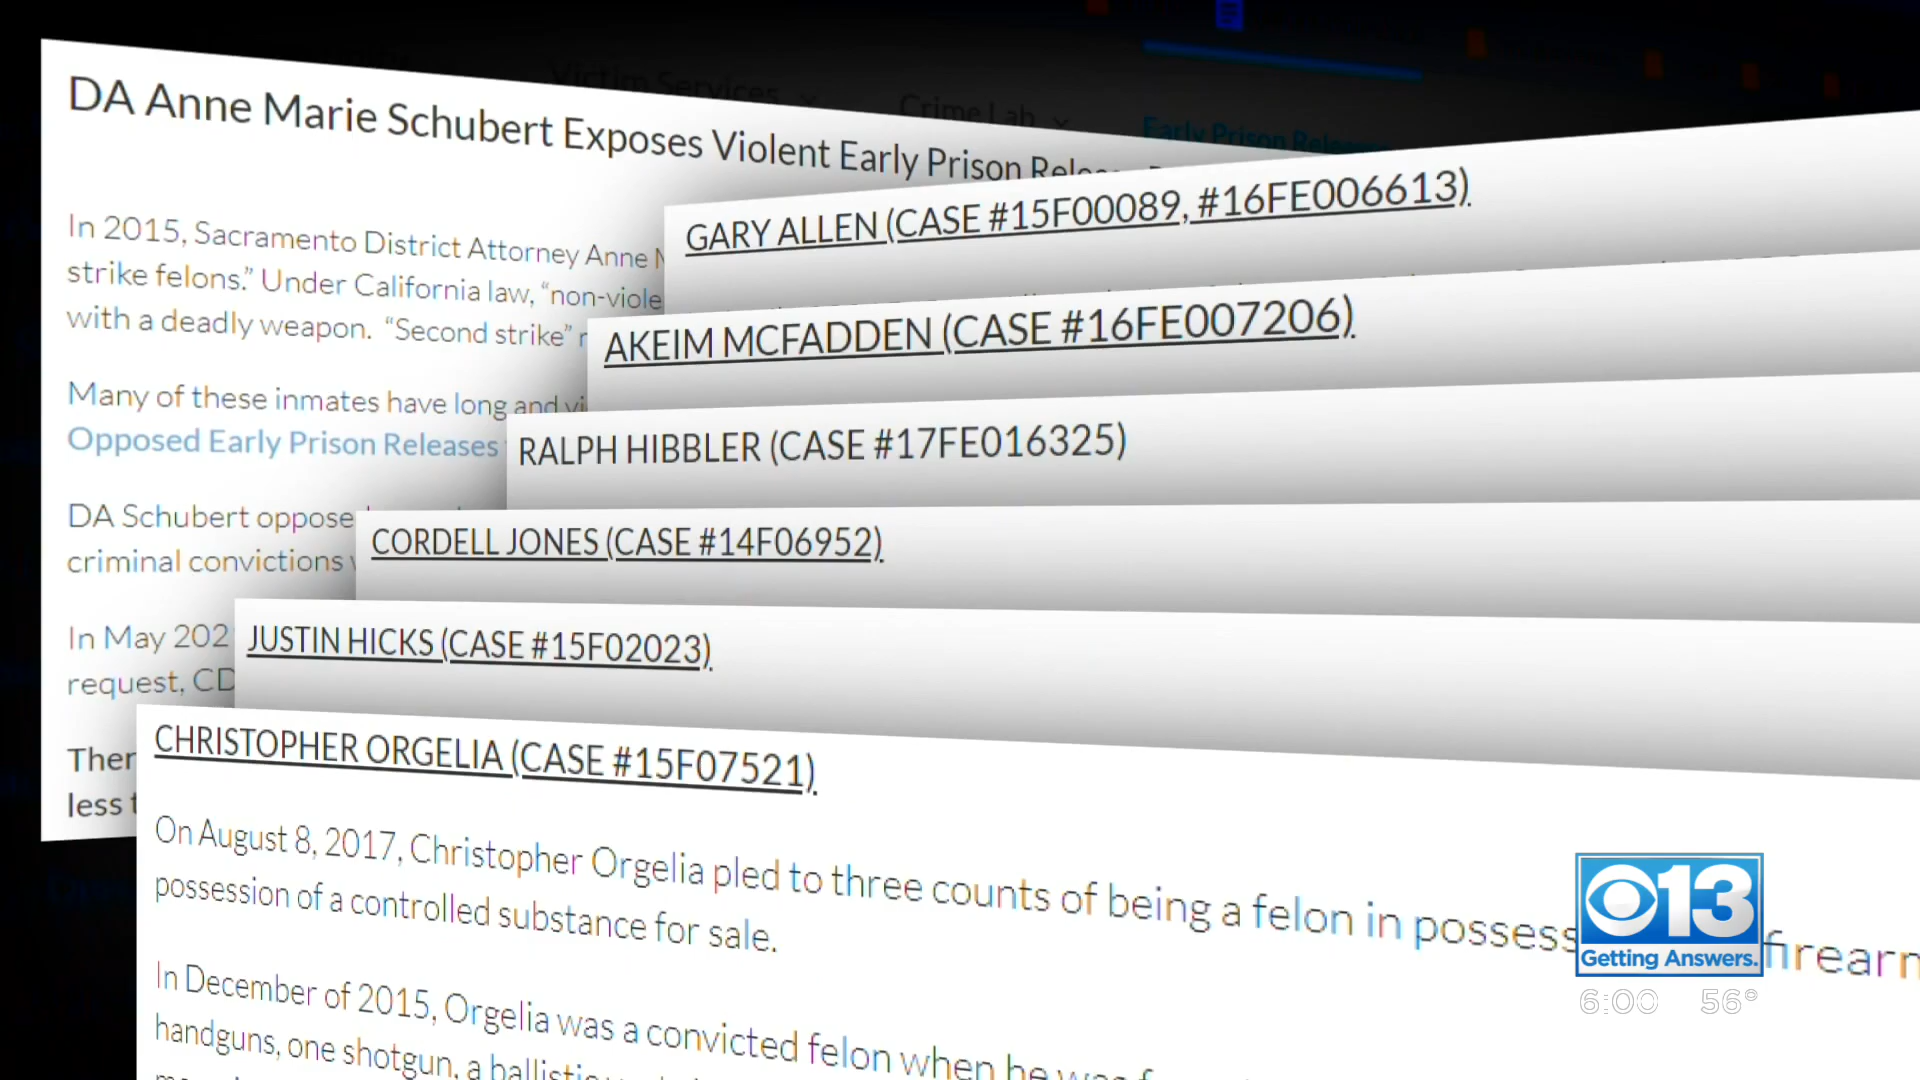 Victim Services
Crime Lab
Early Prison Release
DA Anne Marie Schubert Exposes Violent Early Prison
In 2015, Sacramento District Attorney Anne
strike felons.” Under California law, “non-viole
with a deadly weapon. “Second strike”
Many of these inmates have long and vi
Opposed Early Prison Releases
DA Schubert oppose
criminal convictions
In May 202
request, CD
Ther
less
GARY ALLEN (CASE #15F00089, #16FE006613)
AKEIM MCFADDEN (CASE #16FE007206)
RALPH HIBBLER (CASE #17FE016325)
CORDELL JONES (CASE #14F06952)
JUSTIN HICKS (CASE #15F02023)
CHRISTOPHER ORGELIA (CASE #15F07521)
On August 8, 2017, Christopher Orgelia pled to three counts of being a felon in possess firearm
possession of a controlled substance for sale.
In December of 2015, Orgelia was a convicted felon when he was
handguns, one shotgun, a ballistic
13
Getting Answers.
6:00 56°